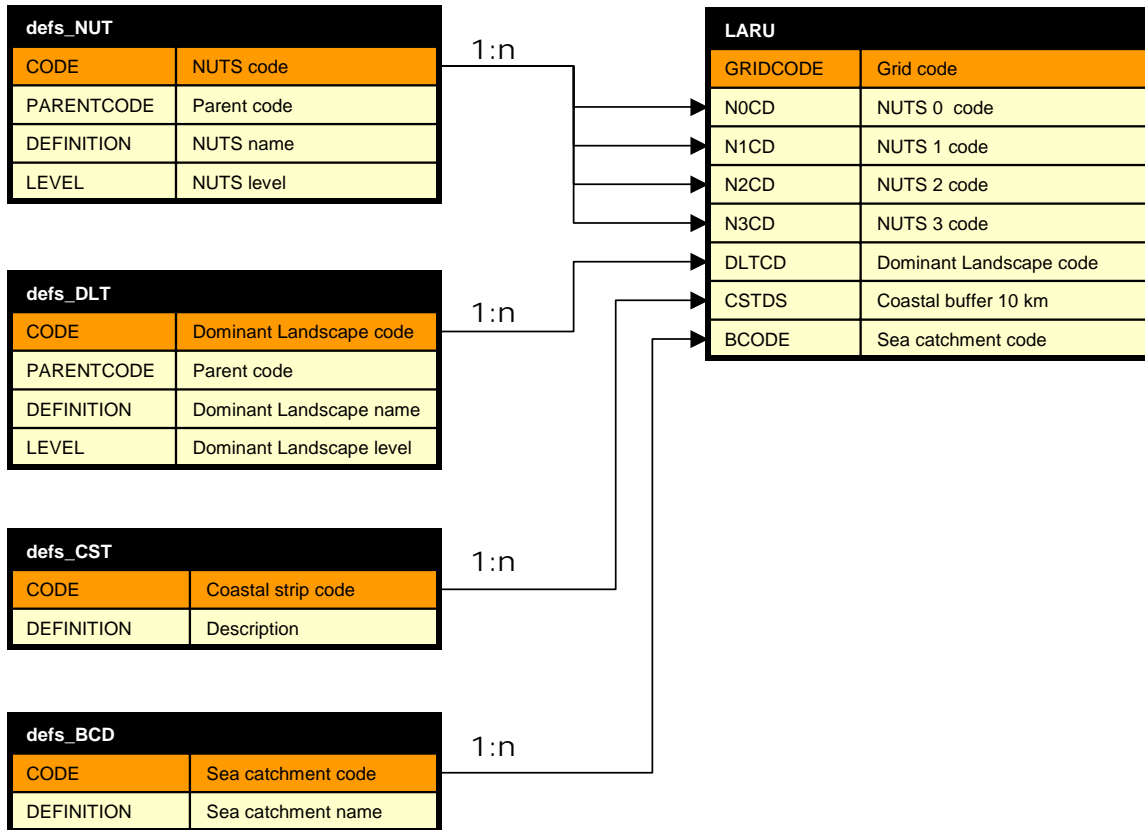 defs_NUT
CODE NUTS code
PARENTCODE Parent code
DEFINITION NUTS name
LEVEL NUTS level
1:n
defs_DLT
CODE Dominant Landscape code
PARENTCODE Parent code
DEFINITION Dominant Landscape name
LEVEL Dominant Landscape level
1:n
defs_CST
CODE Coastal strip code
DEFINITION Description
1:n
defs_BCD
CODE Sea catchment code
DEFINITION Sea catchment name
1:n
LARU
GRIDCODE Grid code
N0CD NUTS 0 code
N1CD NUTS 1 code
N2CD NUTS 2 code
N3CD NUTS 3 code
DLTCD Dominant Landscape code
CSTDS Coastal buffer 10 km
BCODE Sea catchment code